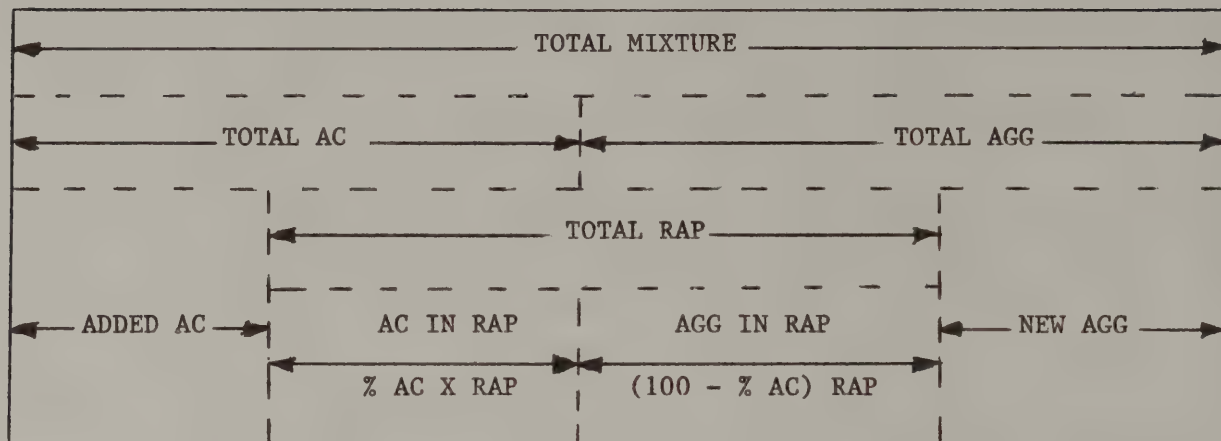 TOTAL MIXTURE
TOTAL AC TOTAL AGG
TOTAL RAP
ADDED AC AC IN RAP AGG IN RAP NEW AGG
% AC X RAP (100 - % AC) RAP